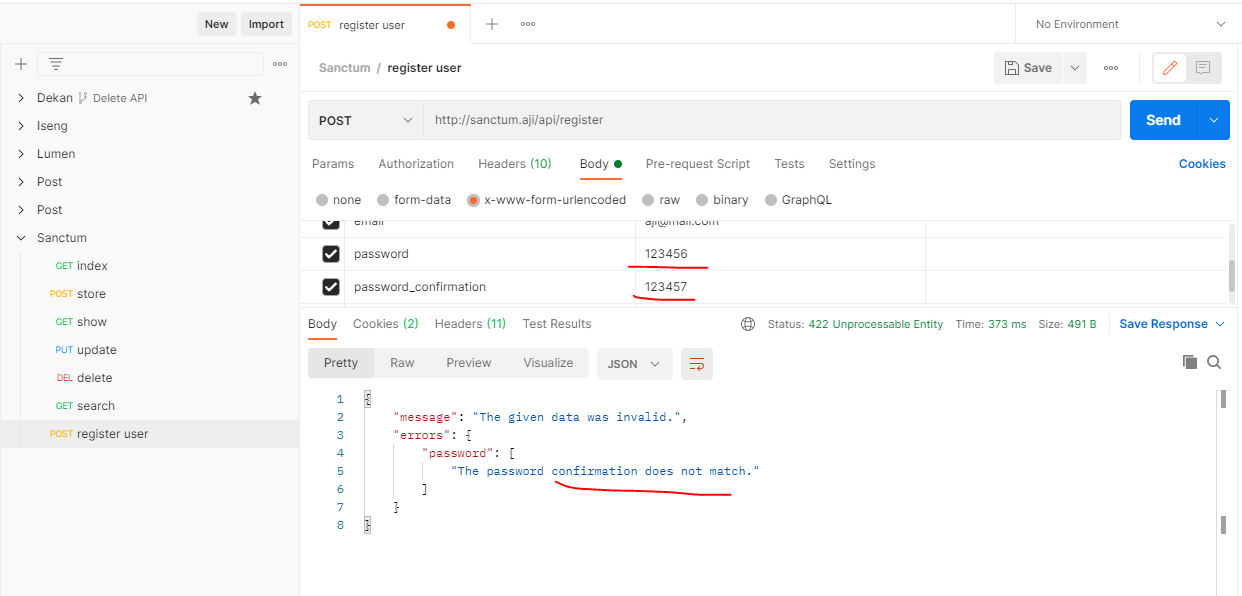 New Import
POST register user
No Environment
Sanctum / register user
Save
Dekan Delete API
Iseng
Lumen
Post
Post
Sanctum
GET index
POST store
GET show
PUT update
DEL delete
GET search
POST register user
POST http://sanctum.aji/api/register Send
Params Authorization Headers (10) Body Pre-request Script Tests Settings Cookies
none form-data x-www-form-urlencoded raw binary GraphQL
email aji@mail.com
password 123456
password_confirmation 123457
Body Cookies (2) Headers (11) Test Results Status: 422 Unprocessable Entity Time: 373 ms Size: 491 B Save Response
Pretty Raw Preview Visualize JSON
1 {
2 "message": "The given data was invalid.",
3 "errors": {
4 "password": [
5 "The password confirmation does not match."
6 ]
7 }
8 }